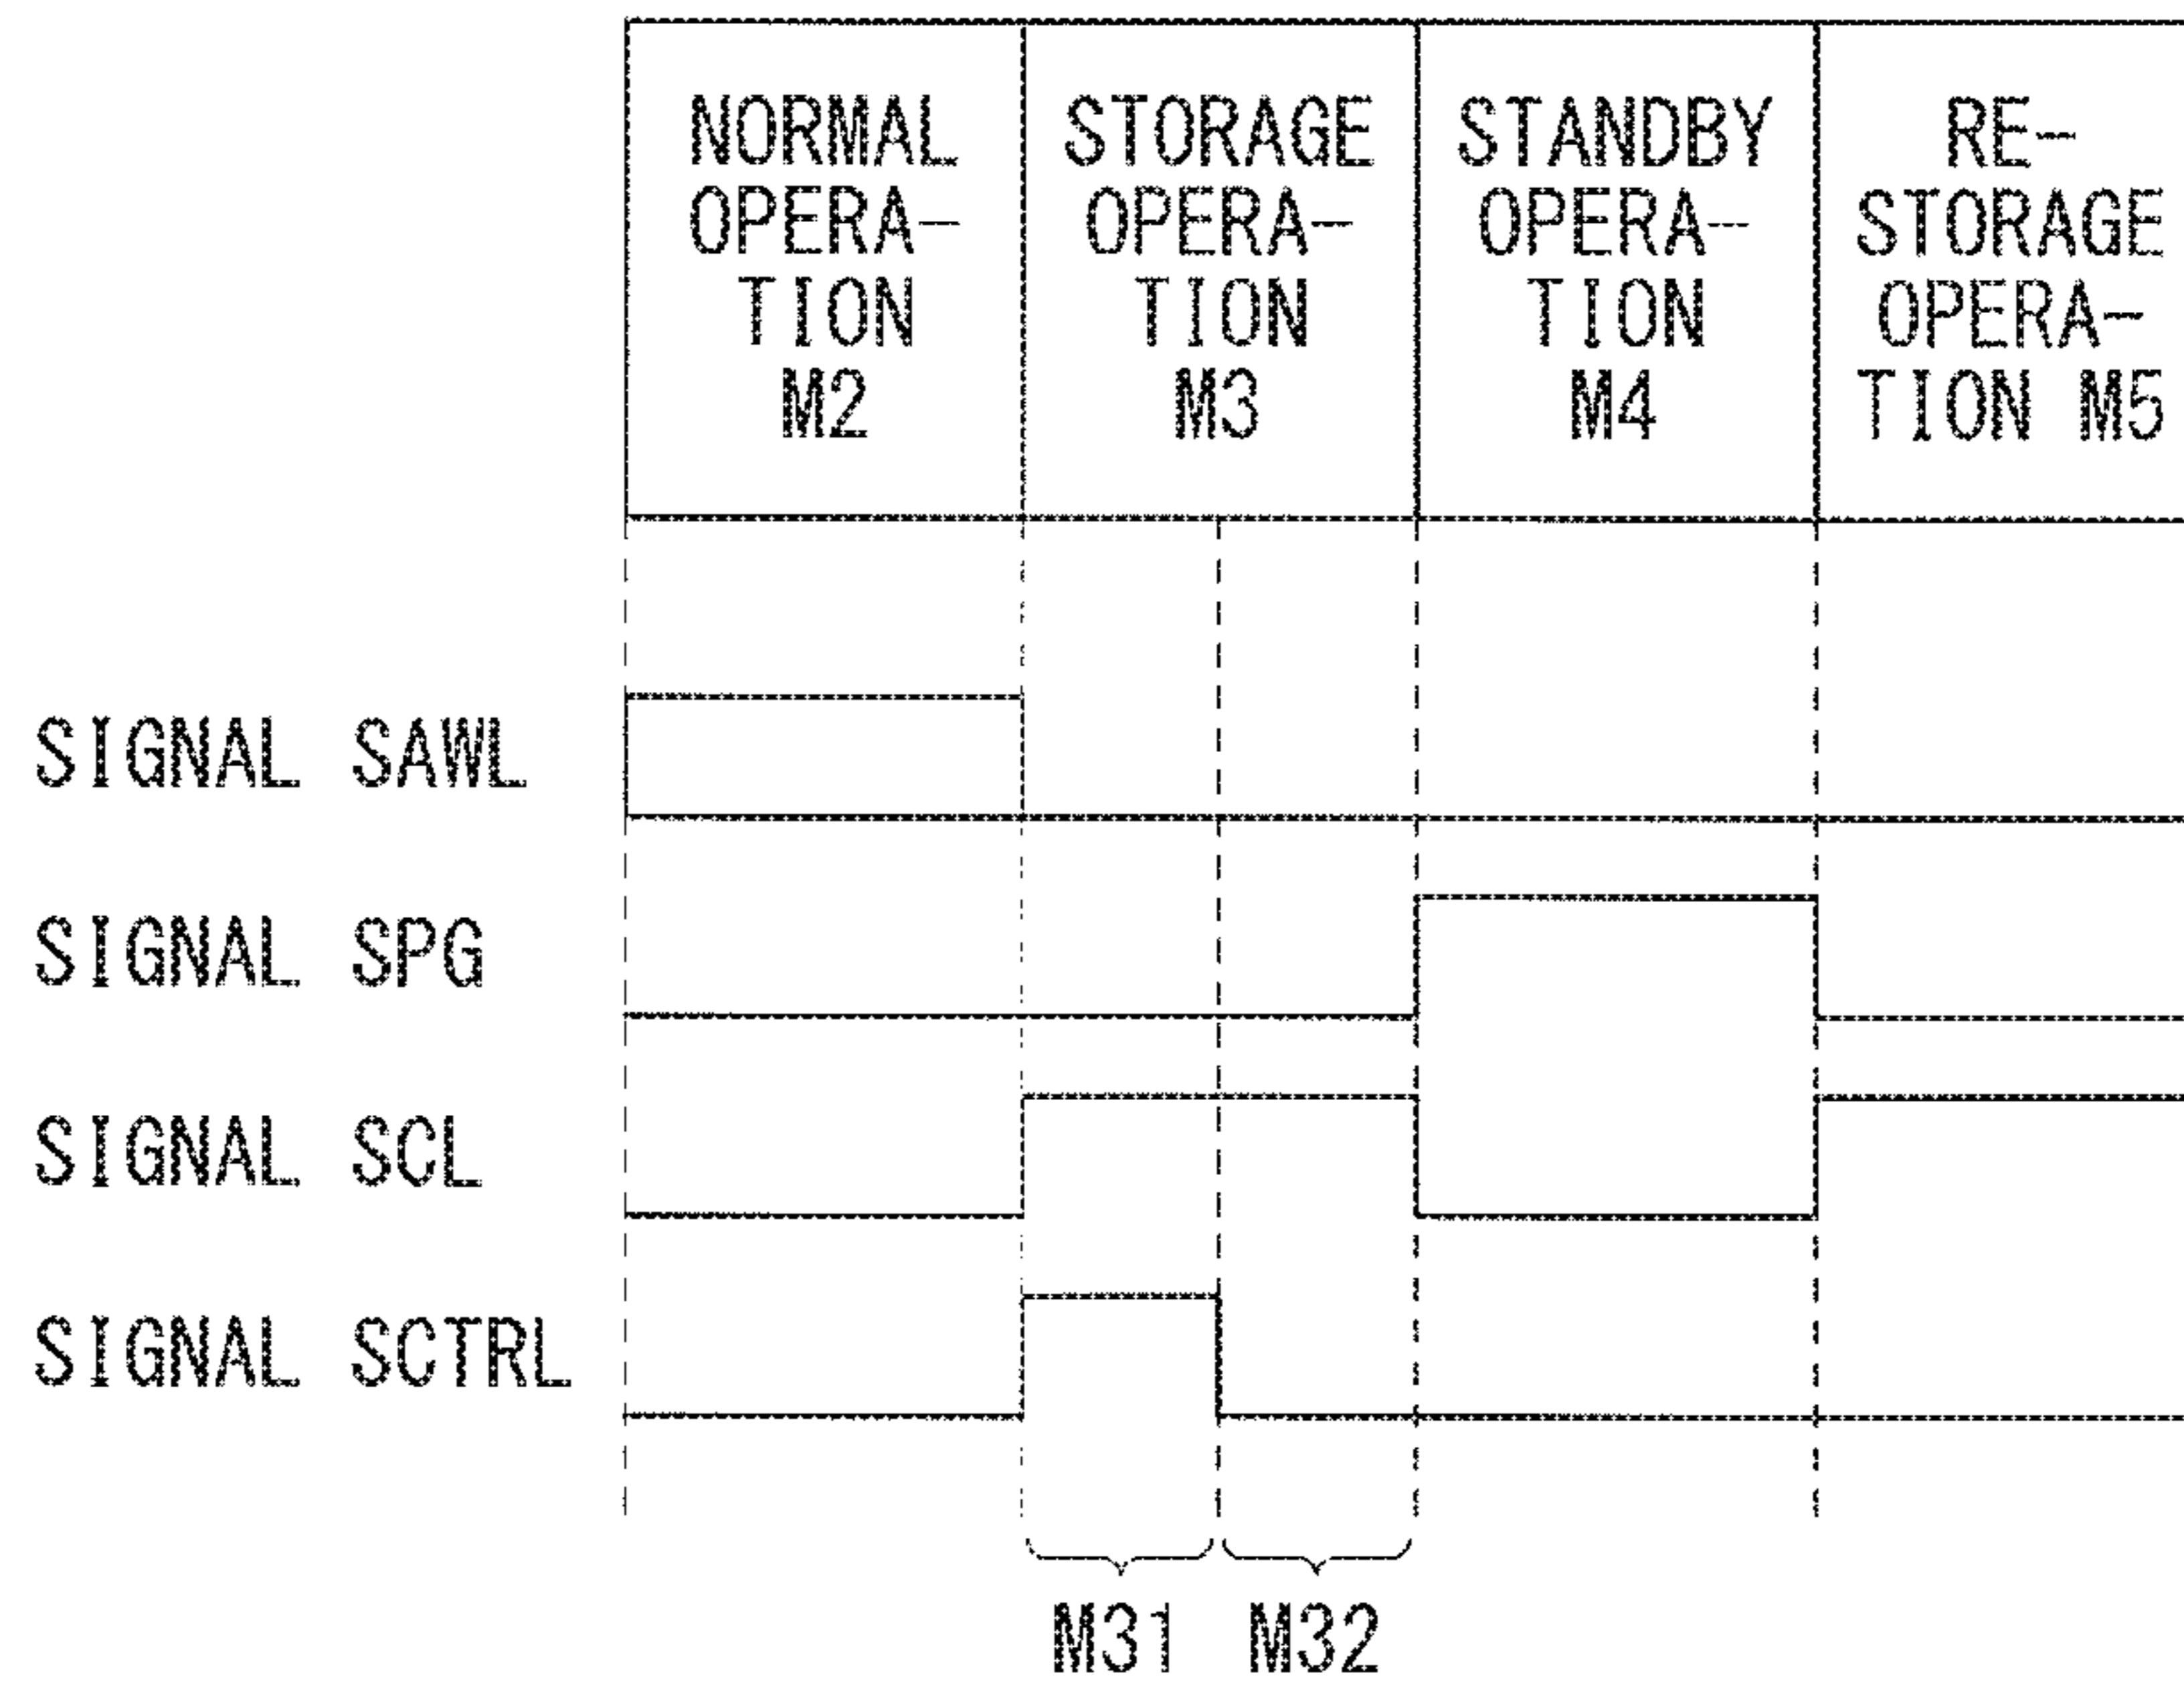 NORMAL
OPERA-
TION
M2
STORAGE
OPERA-
TION
M3
STANDBY
OPERA-
TION
M4
RE-
STORAGE
OPERA-
TION M5
SIGNAL SAWL
SIGNAL SPG
SIGNAL SCL
SIGNAL SCTRL
M31 M32